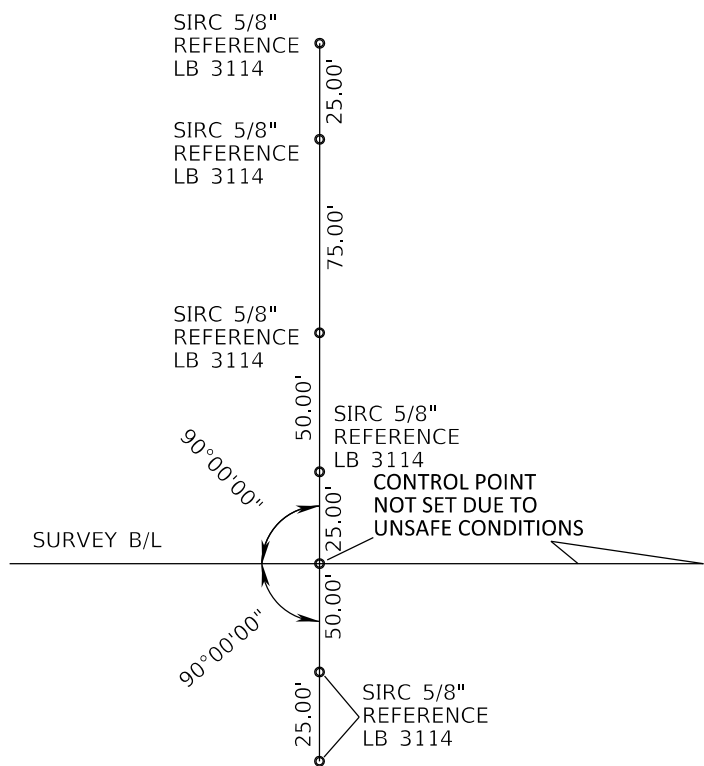 SIRC 5/8"
REFERENCE
LB 3114
25.00'
SIRC 5/8"
REFERENCE
LB 3114
75.00'
SIRC 5/8"
REFERENCE
LB 3114
50.00'
SIRC 5/8"
REFERENCE
LB 3114
90°00'00"
CONTROL POINT
NOT SET DUE TO
UNSAFE CONDITIONS
25.00'
SURVEY B/L
50.00'
90°00'00"
25.00'
SIRC 5/8"
REFERENCE
LB 3114